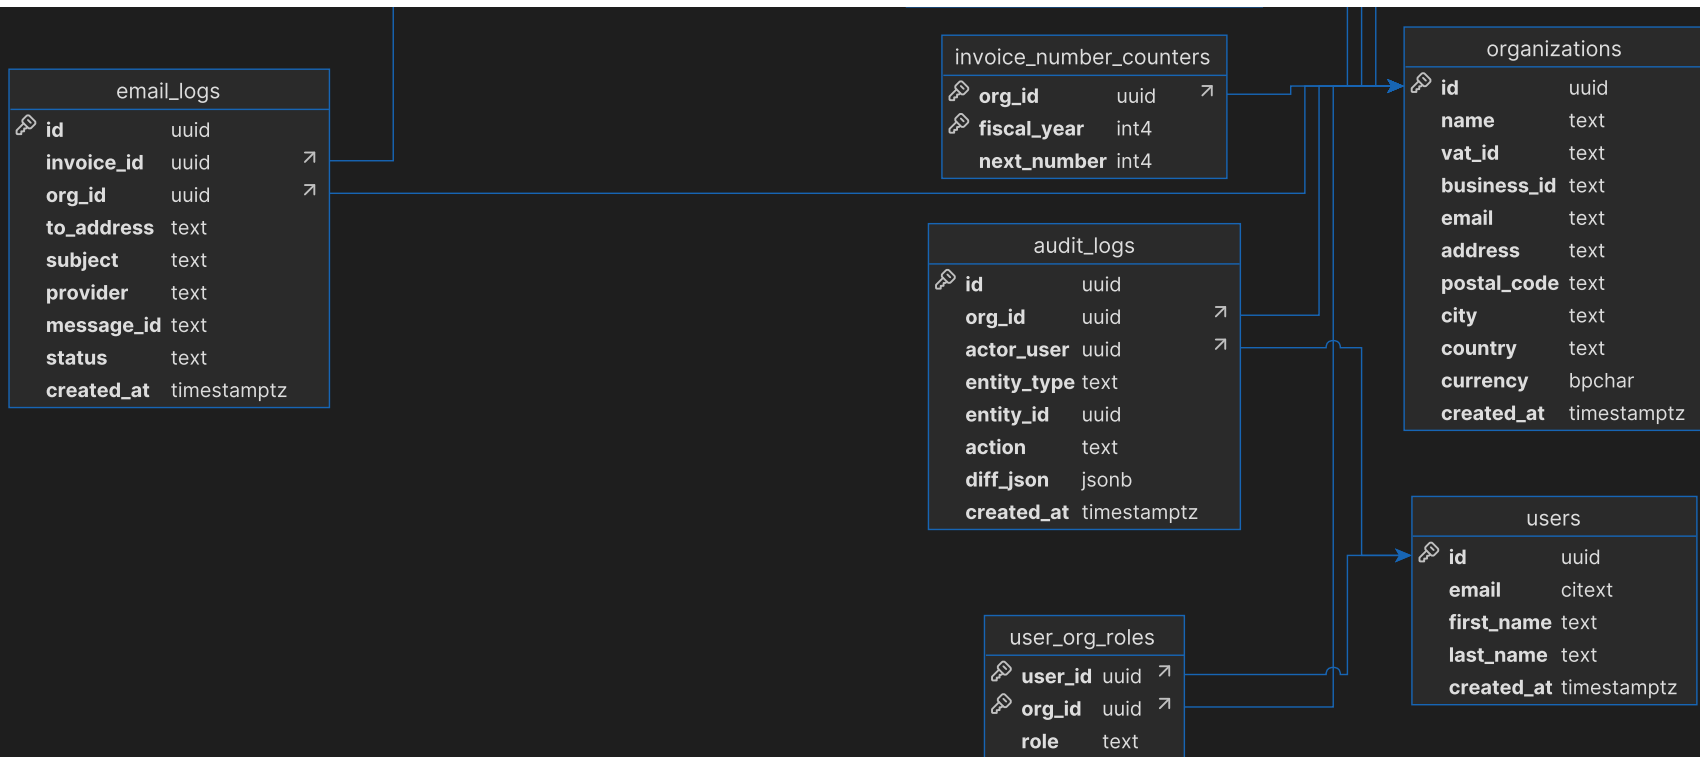 email_logs
id uuid
invoice_id uuid
org_id uuid
to_address text
subject text
provider text
message_id text
status text
created_at timestamptz
invoice_number_counters
org_id uuid
fiscal_year int4
next_number int4
audit_logs
id uuid
org_id uuid
actor_user uuid
entity_type text
entity_id uuid
action text
diff_json jsonb
created_at timestamptz
user_org_roles
user_id uuid
org_id uuid
role text
organizations
id uuid
name text
vat_id text
business_id text
email text
address text
postal_code text
city text
country text
currency bpchar
created_at timestamptz
users
id uuid
email citext
first_name text
last_name text
created_at timestamptz